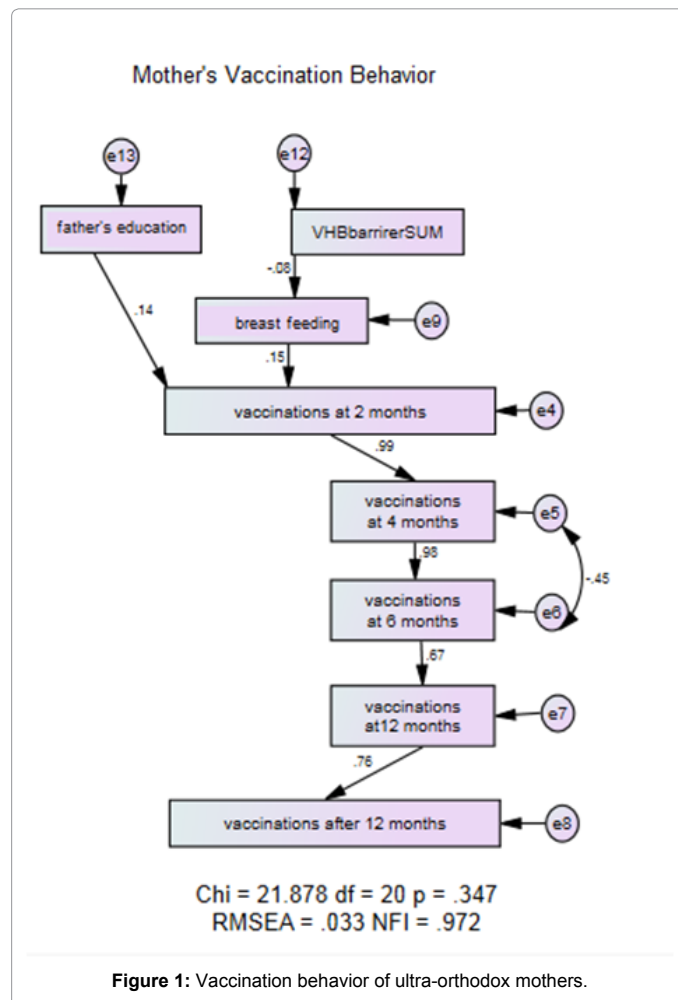 Mother's Vaccination Behavior
e13
e12
father's education
VHBbarrirerSUM
-.08
.14
breast feeding
e9
.15
vaccinations at 2 months
e4
.99
vaccinations
at 4 months
e5
.98
-.45
vaccinations
at 6 months
e6
.67
vaccinations
at12 months
e7
.76
vaccinations after 12 months
e8
Chi = 21.878 df = 20 p = .347
RMSEA = .033 NFI = .972
Figure 1: Vaccination behavior of ultra-orthodox mothers.